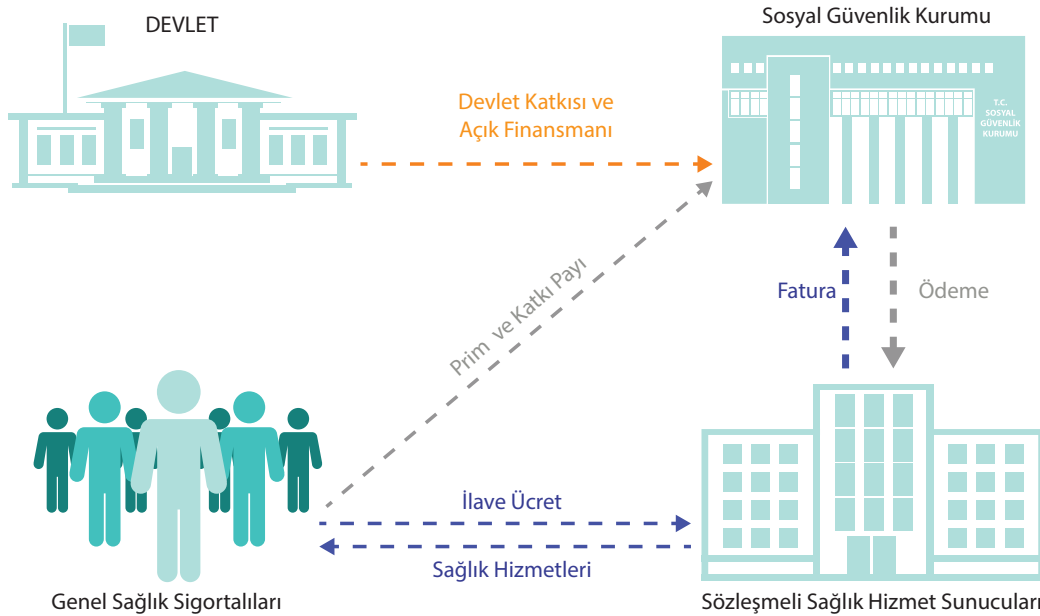 DEVLET
Sosyal Güvenlik Kurumu
T.C.
SOSYAL
GÜVENLİK
KURUMU
Devlet Katkısı ve
Açık Finansmanı
Prim ve Katkı Payı
Fatura
Ödeme
İlave Ücret
Sağlık Hizmetleri
Genel Sağlık Sigortalıları
Sözleşmeli Sağlık Hizmet Sunucuları